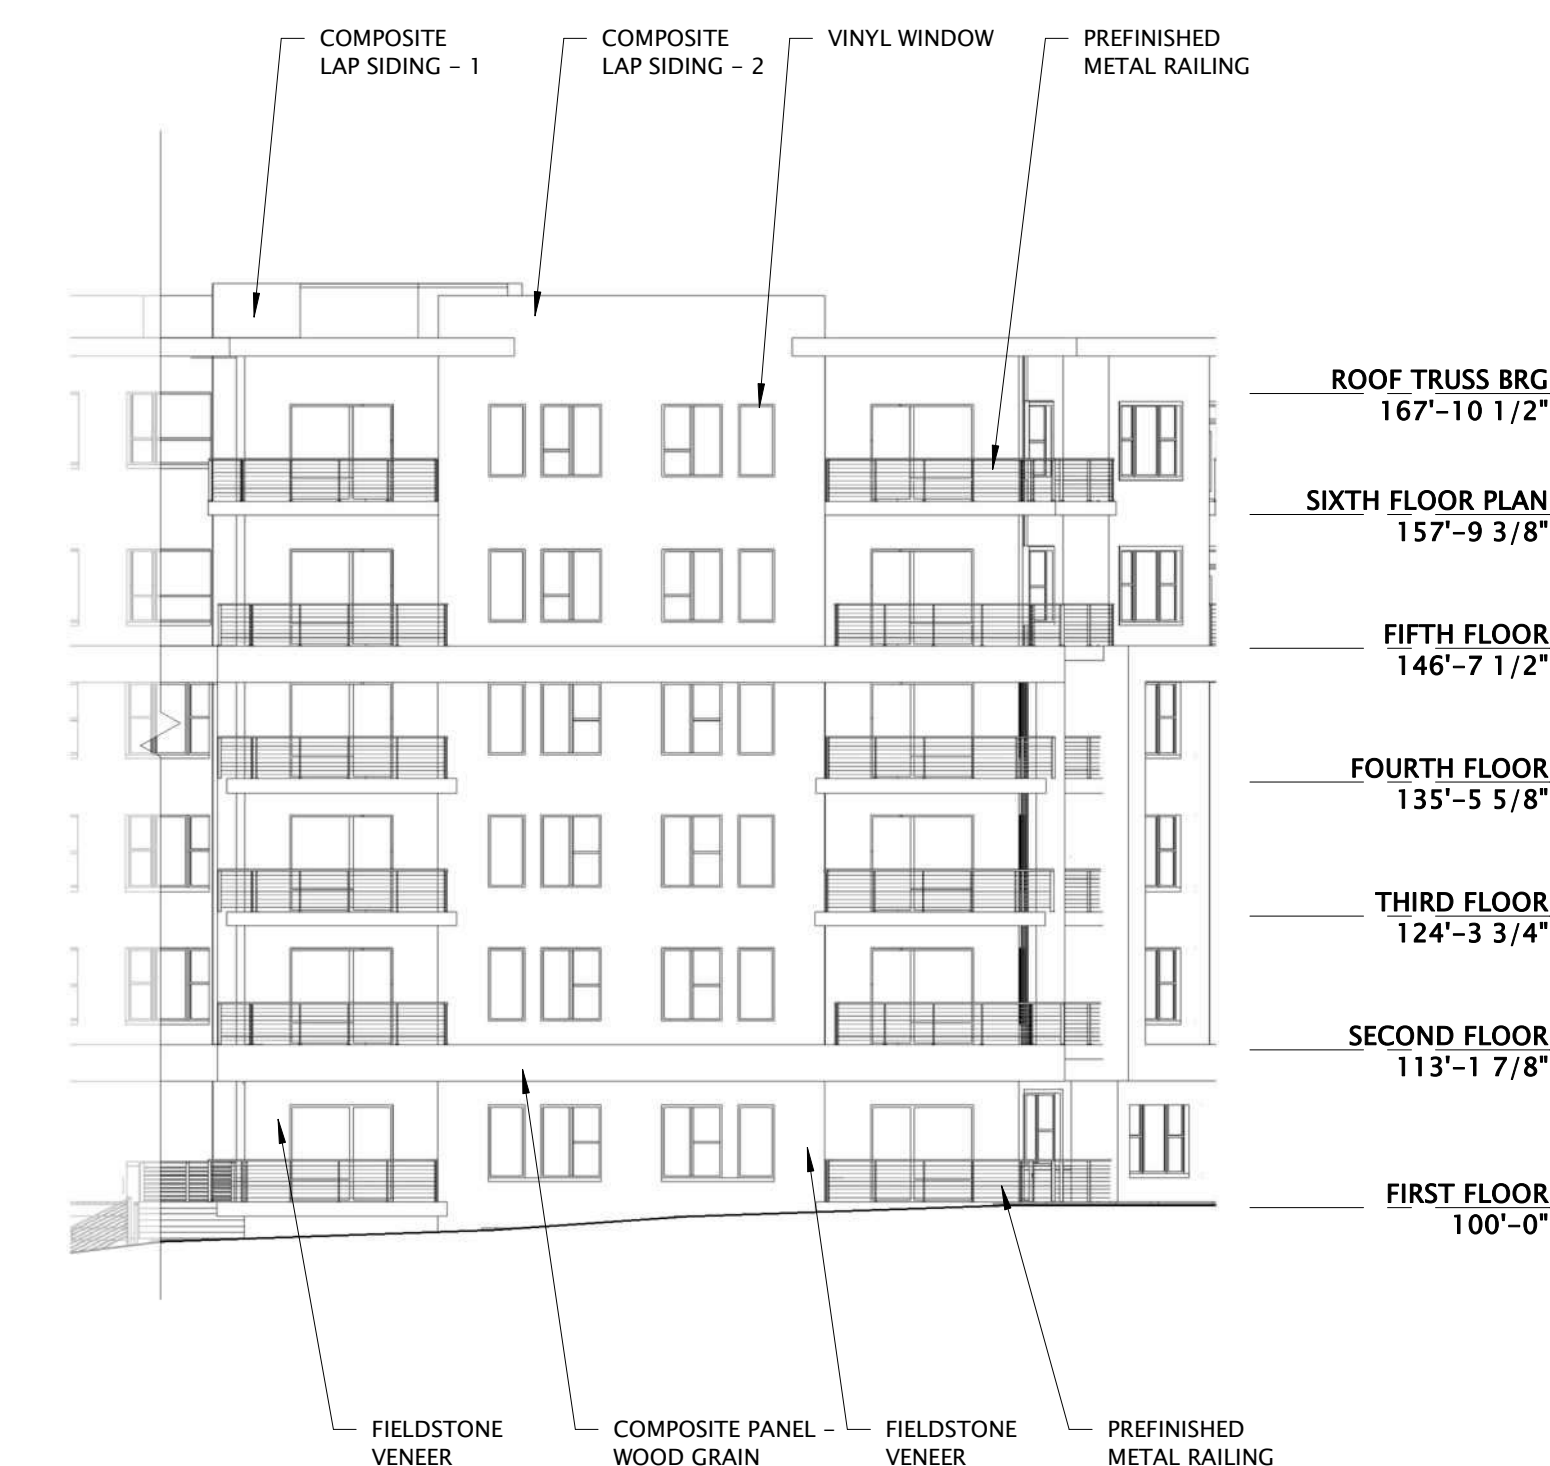 COMPOSITE
LAP SIDING – 1
COMPOSITE
LAP SIDING – 2
VINYL WINDOW
PREFINISHED
METAL RAILING
ROOF TRUSS BRG
167'–10 1/2"
SIXTH FLOOR PLAN
157'–9 3/8"
FIFTH FLOOR
146'–7 1/2"
FOURTH FLOOR
135'–5 5/8"
THIRD FLOOR
124'–3 3/4"
SECOND FLOOR
113'–1 7/8"
FIRST FLOOR
100'–0"
FIELDSTONE
VENEER
COMPOSITE PANEL –
WOOD GRAIN
FIELDSTONE
VENEER
PREFINISHED
METAL RAILING